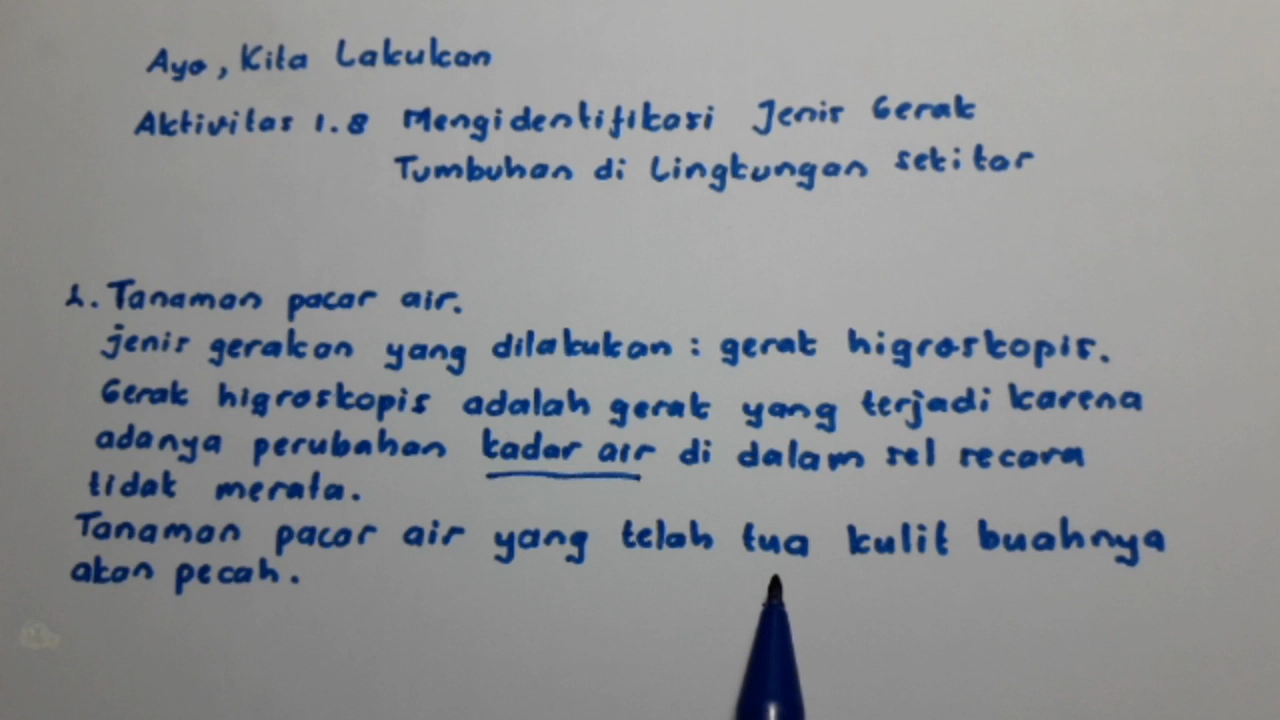 Ayo, Kita Lakukan
Aktivitas 1.8 Mengidentifikasi Jenis Gerak
Tumbuhan di Lingkungan sekitar
1. Tanaman pacar air.
jenis gerakan yang dilakukan : gerak higroskopis.
Gerak higroskopis adalah gerak yang terjadi karena
adanya perubahan kadar air di dalam sel secara
tidak merata.
Tanaman pacar air yang telah tua kulit buahnya
akan pecah.